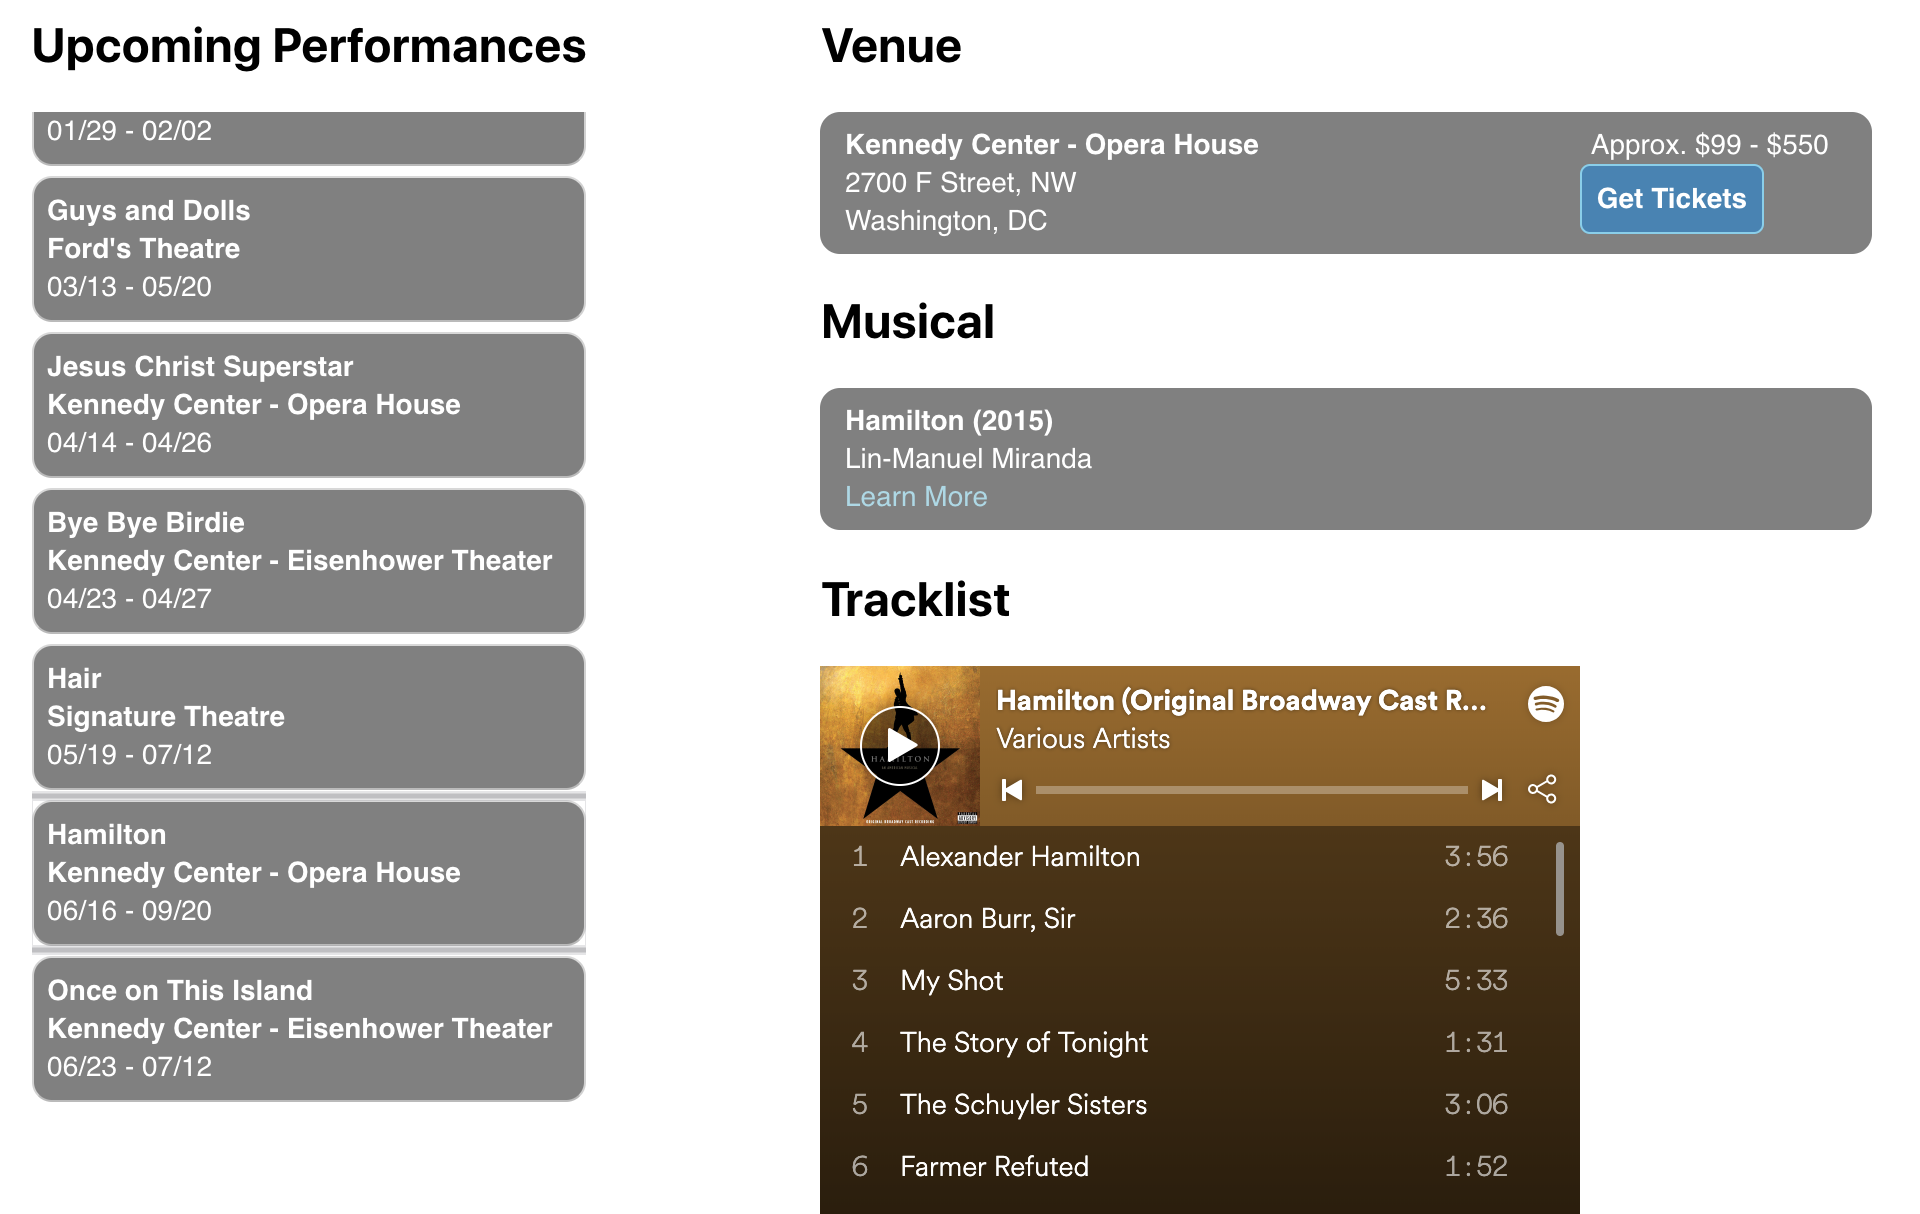 Upcoming Performances
01/29 - 02/02
Guys and Dolls
Ford's Theatre
03/13 - 05/20
Jesus Christ Superstar
Kennedy Center - Opera House
04/14 - 04/26
Bye Bye Birdie
Kennedy Center - Eisenhower Theater
04/23 - 04/27
Hair
Signature Theatre
05/19 - 07/12
Hamilton
Kennedy Center - Opera House
06/16 - 09/20
Once on This Island
Kennedy Center - Eisenhower Theater
06/23 - 07/12
Venue
Kennedy Center - Opera House
2700 F Street, NW
Washington, DC
Approx. $99 - $550
Get Tickets
Musical
Hamilton (2015)
Lin-Manuel Miranda
Learn More
Tracklist
HAMILTON
ORIGINAL BROADWAY CAST RECORDING
Hamilton (Original Broadway Cast R...
Various Artists
1 Alexander Hamilton 3:56
2 Aaron Burr, Sir 2:36
3 My Shot 5:33
4 The Story of Tonight 1:31
5 The Schuyler Sisters 3:06
6 Farmer Refuted 1:52